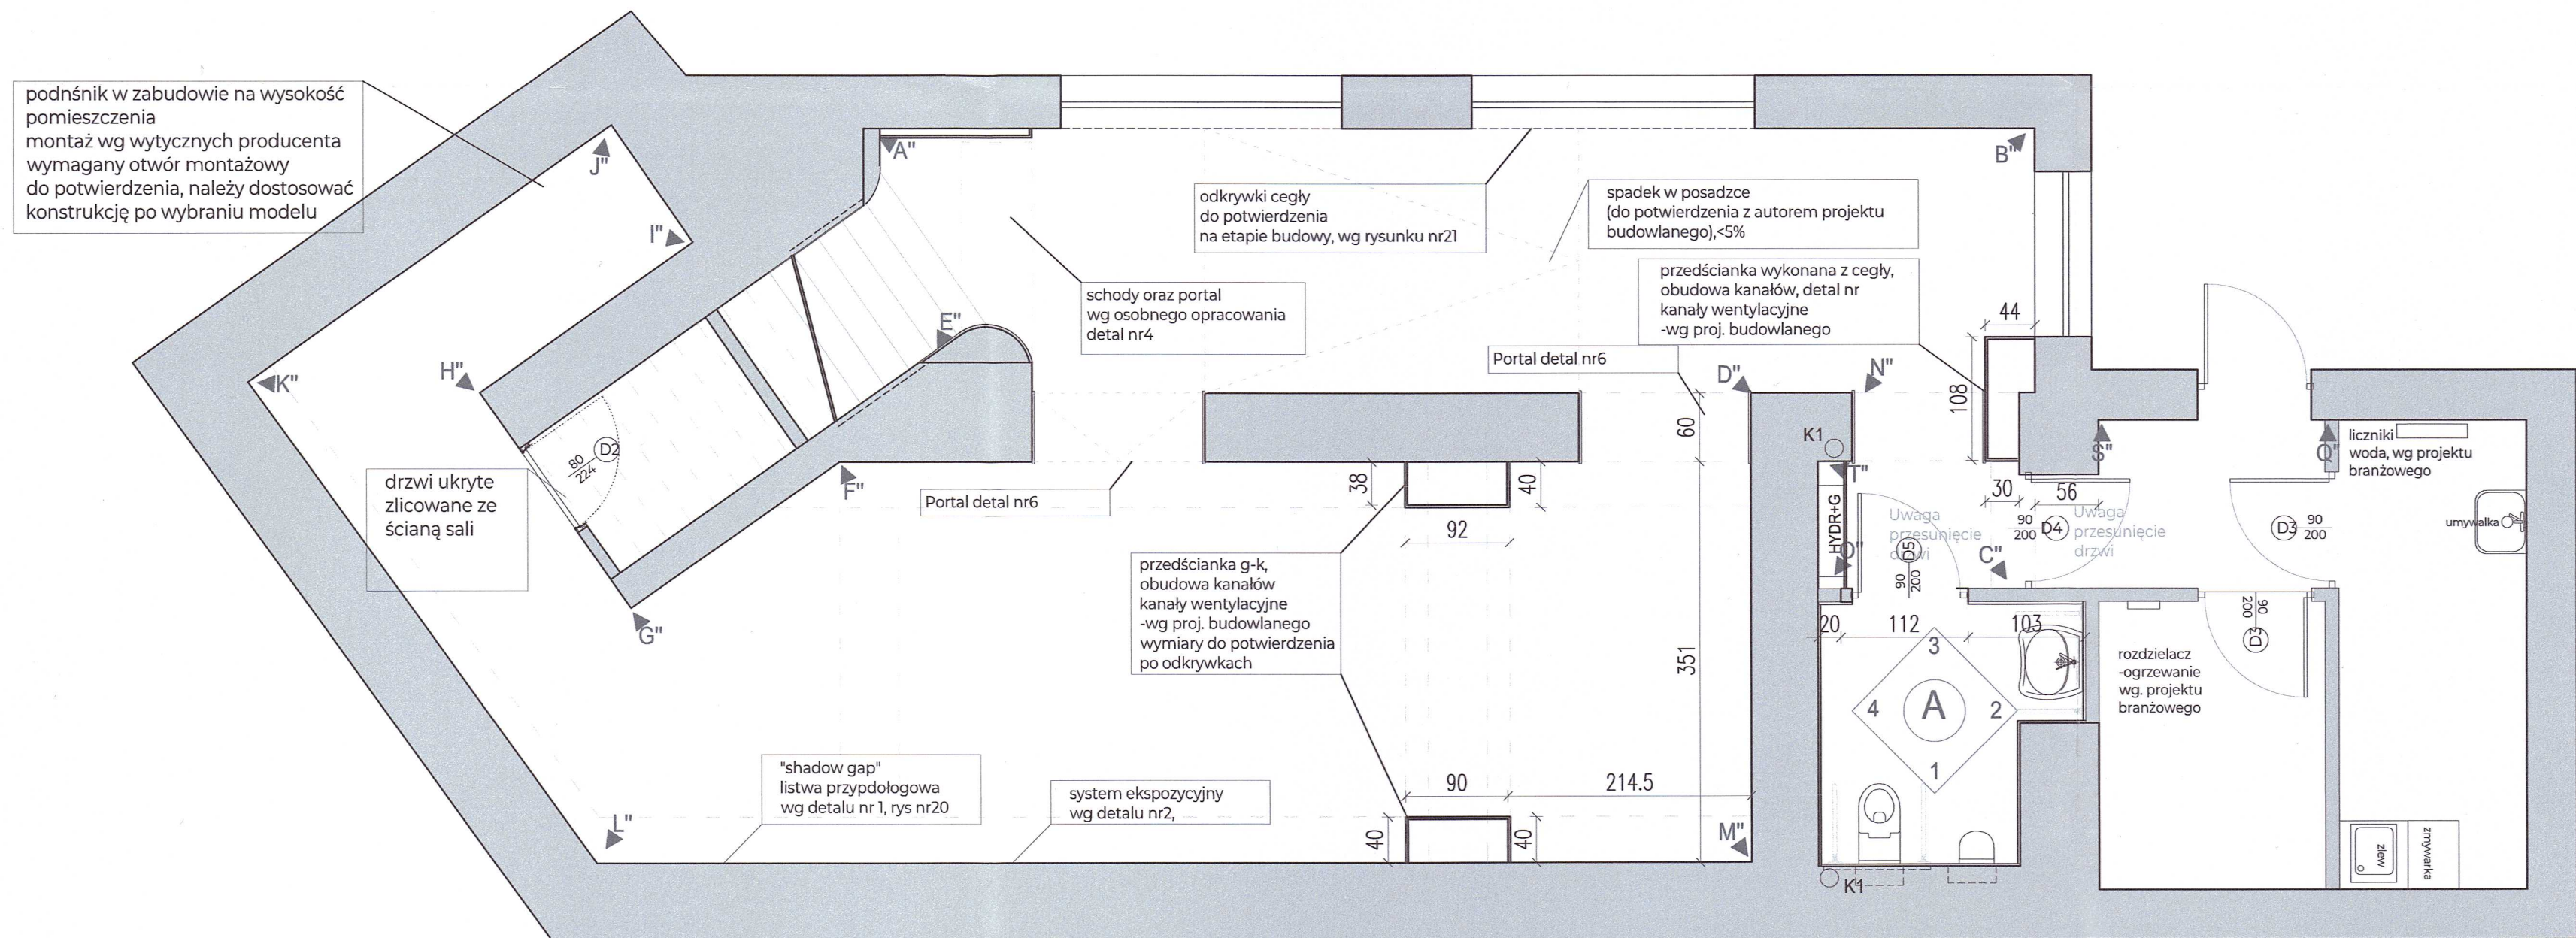 podnśnik w zabudowie na wysokość
pomieszczenia
montaż wg wytycznych producenta
wymagany otwór montażowy
do potwierdzenia, należy dostosować
konstrukcję po wybraniu modelu
J"
I"
K"
H"
A"
B"
E"
F"
G"
odkrywki cegły
do potwierdzenia
na etapie budowy, wg rysunku nr21
spadek w posadzce
(do potwierdzenia z autorem projektu
budowlanego),<5%
schody oraz portal
wg osobnego opracowania
detal nr4
przedścianka wykonana z cegły,
obudowa kanałów, detal nr
kanały wentylacyjne
-wg proj. budowlanego
44
108
Portal detal nr6
D"
N"
60
K1
T"
HYDR+G
O"
80
224
D2
drzwi ukryte
zlicowane ze
ścianą sali
Portal detal nr6
38
40
92
przedścianka g-k,
obudowa kanałów
kanały wentylacyjne
-wg proj. budowlanego
wymiary do potwierdzenia
po odkrywkach
351
30
56
Uwaga
przesunięcie
drzwi
D5
90
200
90
200
D4
Uwaga
przesunięcie
drzwi
C"
S"
Q"
liczniki
woda, wg projektu
branżowego
umywalka
D3
90
200
90
200
D3
20
112
103
3
4
A
2
1
rozdzielacz
-ogrzewanie
wg. projektu
branżowego
"shadow gap"
listwa przypdołogowa
wg detalu nr 1, rys nr20
system ekspozycyjny
wg detalu nr2,
90
214.5
40
40
L"
M"
K1
zlew
zmywarka